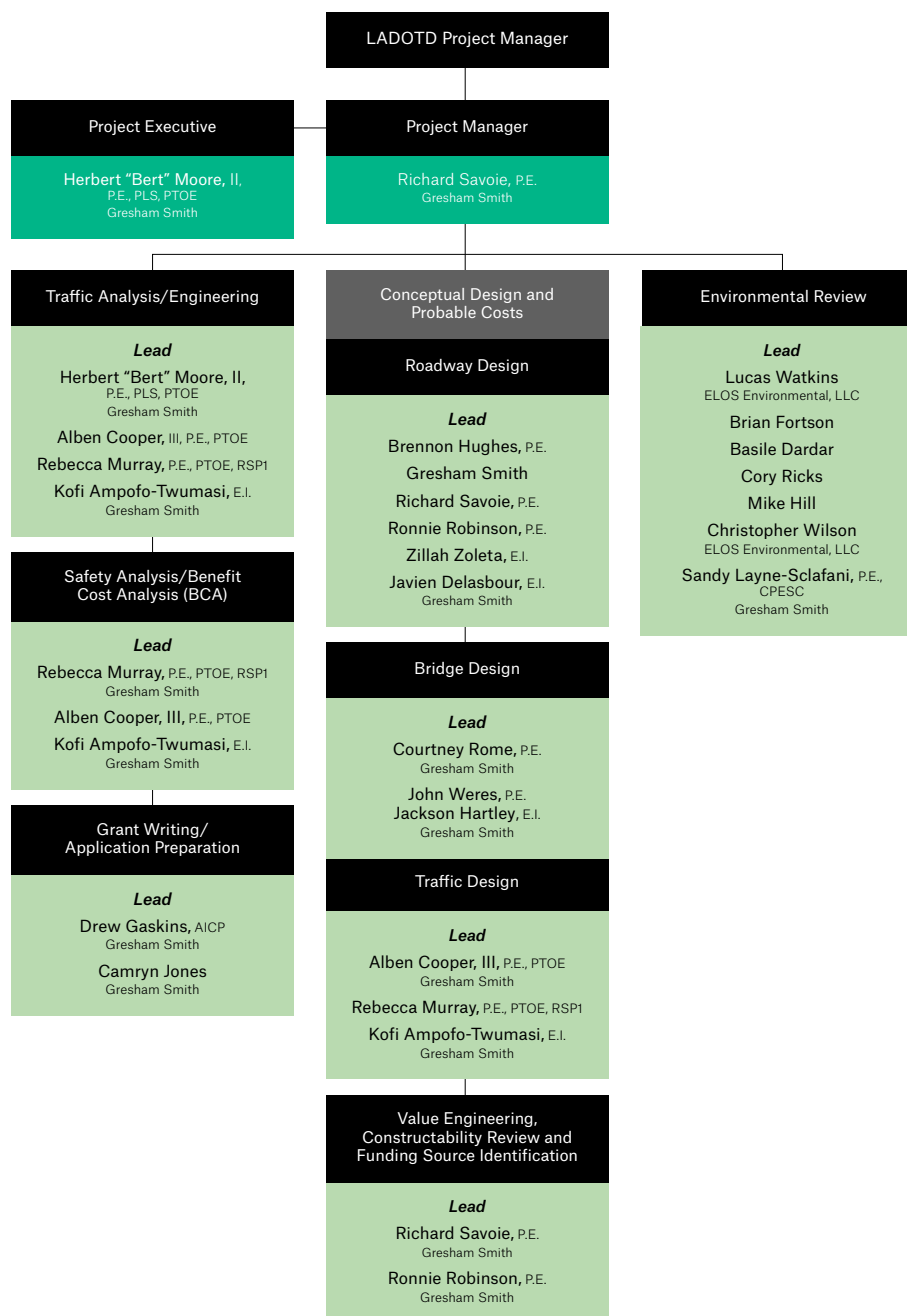 LADOTD Project Manager
Project Executive
Herbert “Bert” Moore, II,
P.E., PLS, PTOE
Gresham Smith
Project Manager
Richard Savoie, P.E.
Gresham Smith
Traffic Analysis/Engineering
Lead
Herbert “Bert” Moore, II,
P.E., PLS, PTOE
Gresham Smith
Alben Cooper, III, P.E., PTOE
Rebecca Murray, P.E., PTOE, RSP1
Kofi Ampofo-Twumasi, E.I.
Gresham Smith
Safety Analysis/Benefit
Cost Analysis (BCA)
Lead
Rebecca Murray, P.E., PTOE, RSP1
Gresham Smith
Alben Cooper, III, P.E., PTOE
Kofi Ampofo-Twumasi, E.I.
Gresham Smith
Grant Writing/
Application Preparation
Lead
Drew Gaskins, AICP
Gresham Smith
Camryn Jones
Gresham Smith
Conceptual Design and
Probable Costs
Roadway Design
Lead
Brennon Hughes, P.E.
Gresham Smith
Richard Savoie, P.E.
Ronnie Robinson, P.E.
Zillah Zoleta, E.I.
Javien Delasbour, E.I.
Gresham Smith
Bridge Design
Lead
Courtney Rome, P.E.
Gresham Smith
John Weres, P.E.
Jackson Hartley, E.I.
Gresham Smith
Traffic Design
Lead
Alben Cooper, III, P.E., PTOE
Gresham Smith
Rebecca Murray, P.E., PTOE, RSP1
Kofi Ampofo-Twumasi, E.I.
Gresham Smith
Value Engineering,
Constructability Review and
Funding Source Identification
Lead
Richard Savoie, P.E.
Gresham Smith
Ronnie Robinson, P.E.
Gresham Smith
Environmental Review
Lead
Lucas Watkins
ELOS Environmental, LLC
Brian Fortson
Basile Dardar
Cory Ricks
Mike Hill
Christopher Wilson
ELOS Environmental, LLC
Sandy Layne-Sclafani, P.E.,
CPESC
Gresham Smith